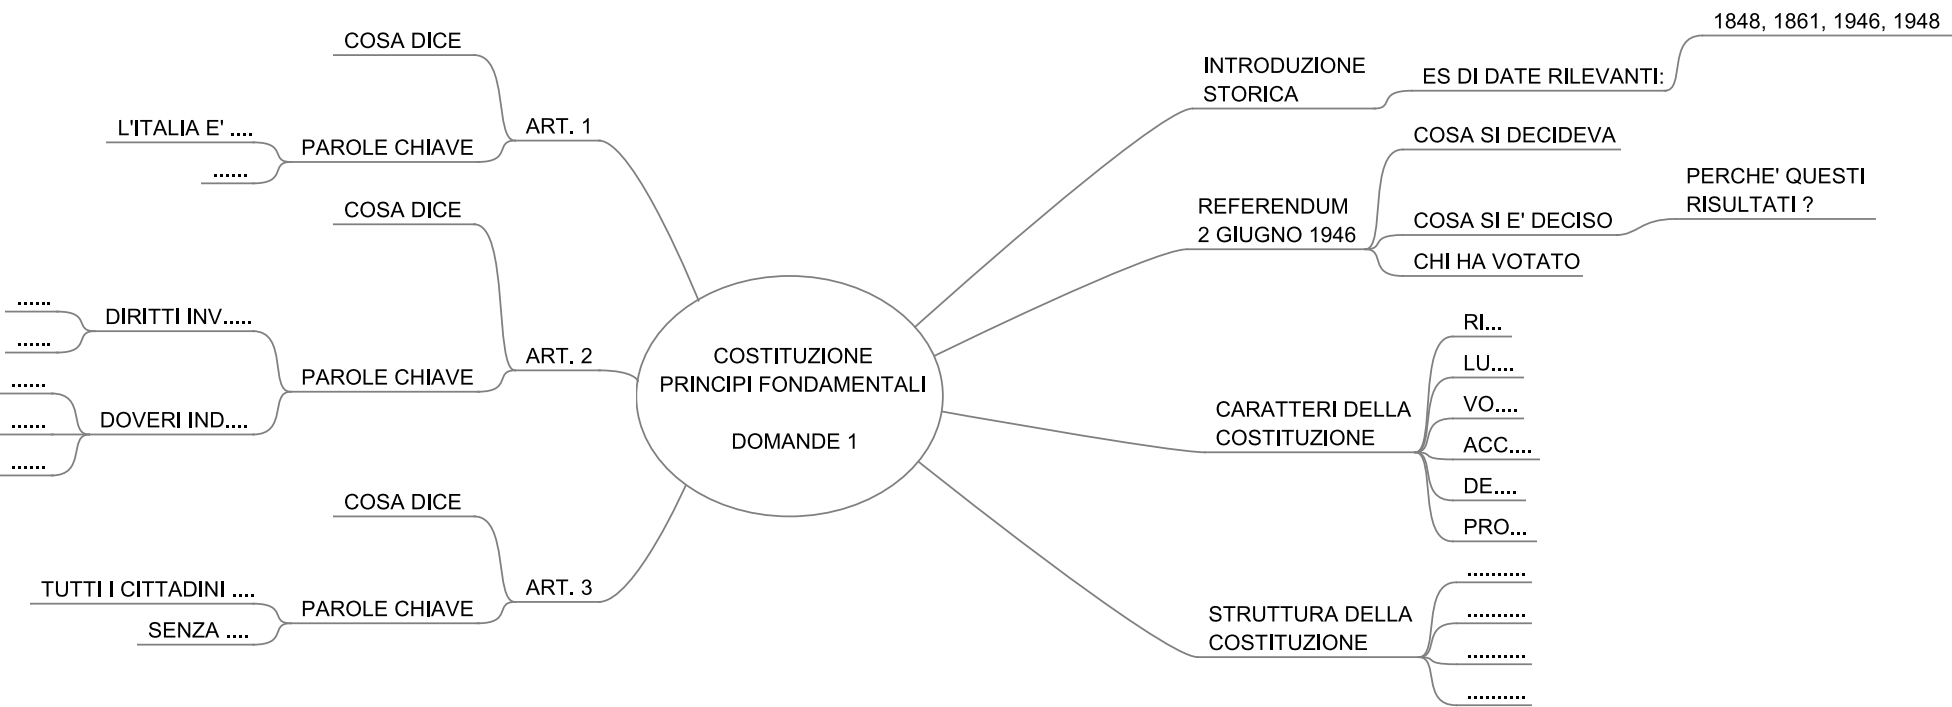 COSTITUZIONE
PRINCIPI FONDAMENTALI
DOMANDE 1
INTRODUZIONE
STORICA
ES DI DATE RILEVANTI:
1848, 1861, 1946, 1948
REFERENDUM
2 GIUGNO 1946
COSA SI DECIDEVA
COSA SI E' DECISO
PERCHE' QUESTI
RISULTATI ?
CHI HA VOTATO
CARATTERI DELLA
COSTITUZIONE
RI...
LU....
VO....
ACC....
DE....
PRO...
STRUTTURA DELLA
COSTITUZIONE
..........
..........
..........
..........
ART. 1
COSA DICE
PAROLE CHIAVE
L'ITALIA E' ....
......
ART. 2
COSA DICE
PAROLE CHIAVE
DIRITTI INV.....
......
......
DOVERI IND....
......
......
......
ART. 3
COSA DICE
PAROLE CHIAVE
TUTTI I CITTADINI ....
SENZA ....